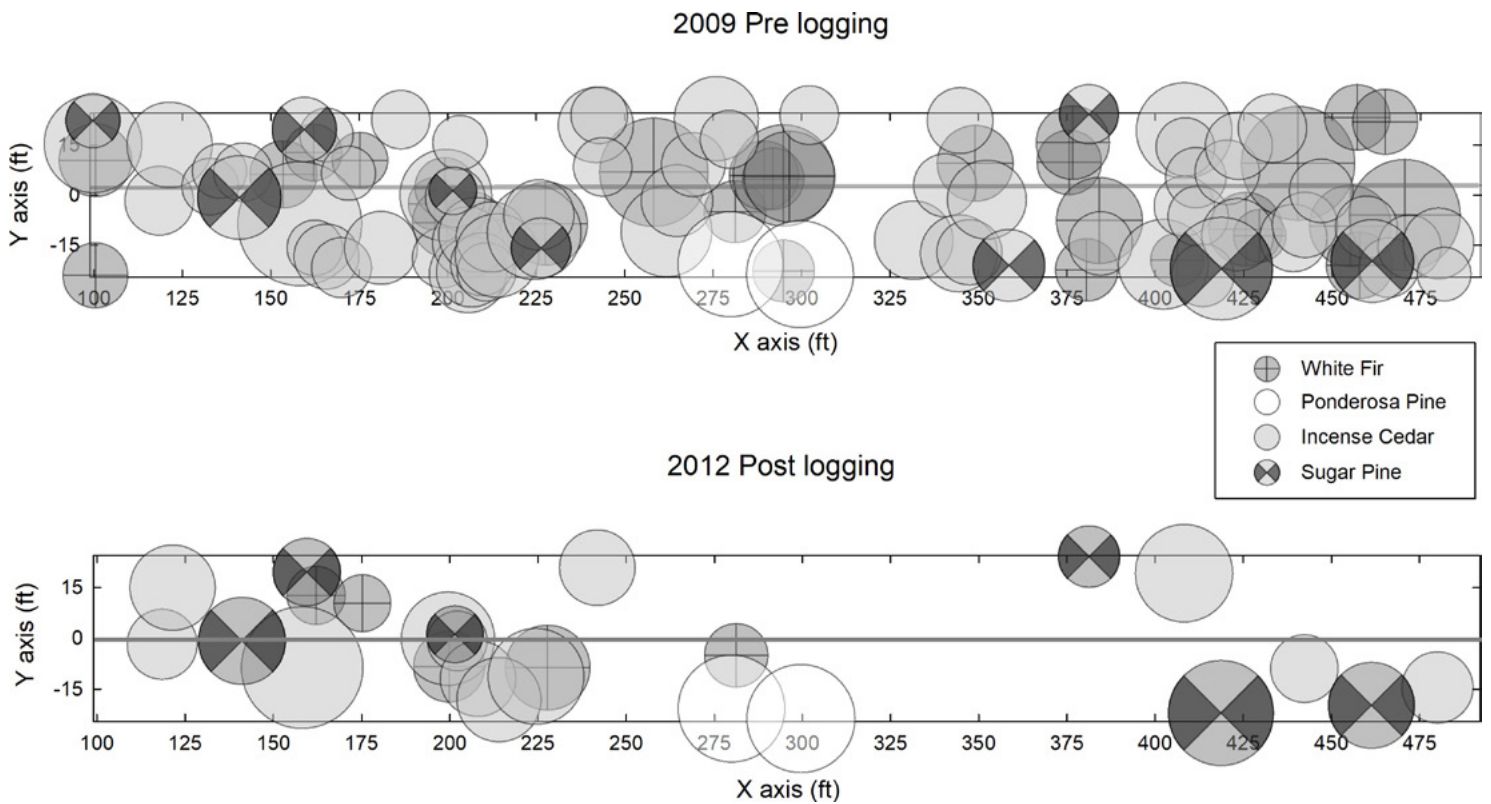 2009 Pre logging
Y axis (ft)
15
0
-15
100 125 150 175 200 225 250 275 300 325 350 375 400 425 450 475
X axis (ft)
White Fir
Ponderosa Pine
Incense Cedar
Sugar Pine
2012 Post logging
Y axis (ft)
15
0
-15
100 125 150 175 200 225 250 275 300 325 350 375 400 425 450 475
X axis (ft)